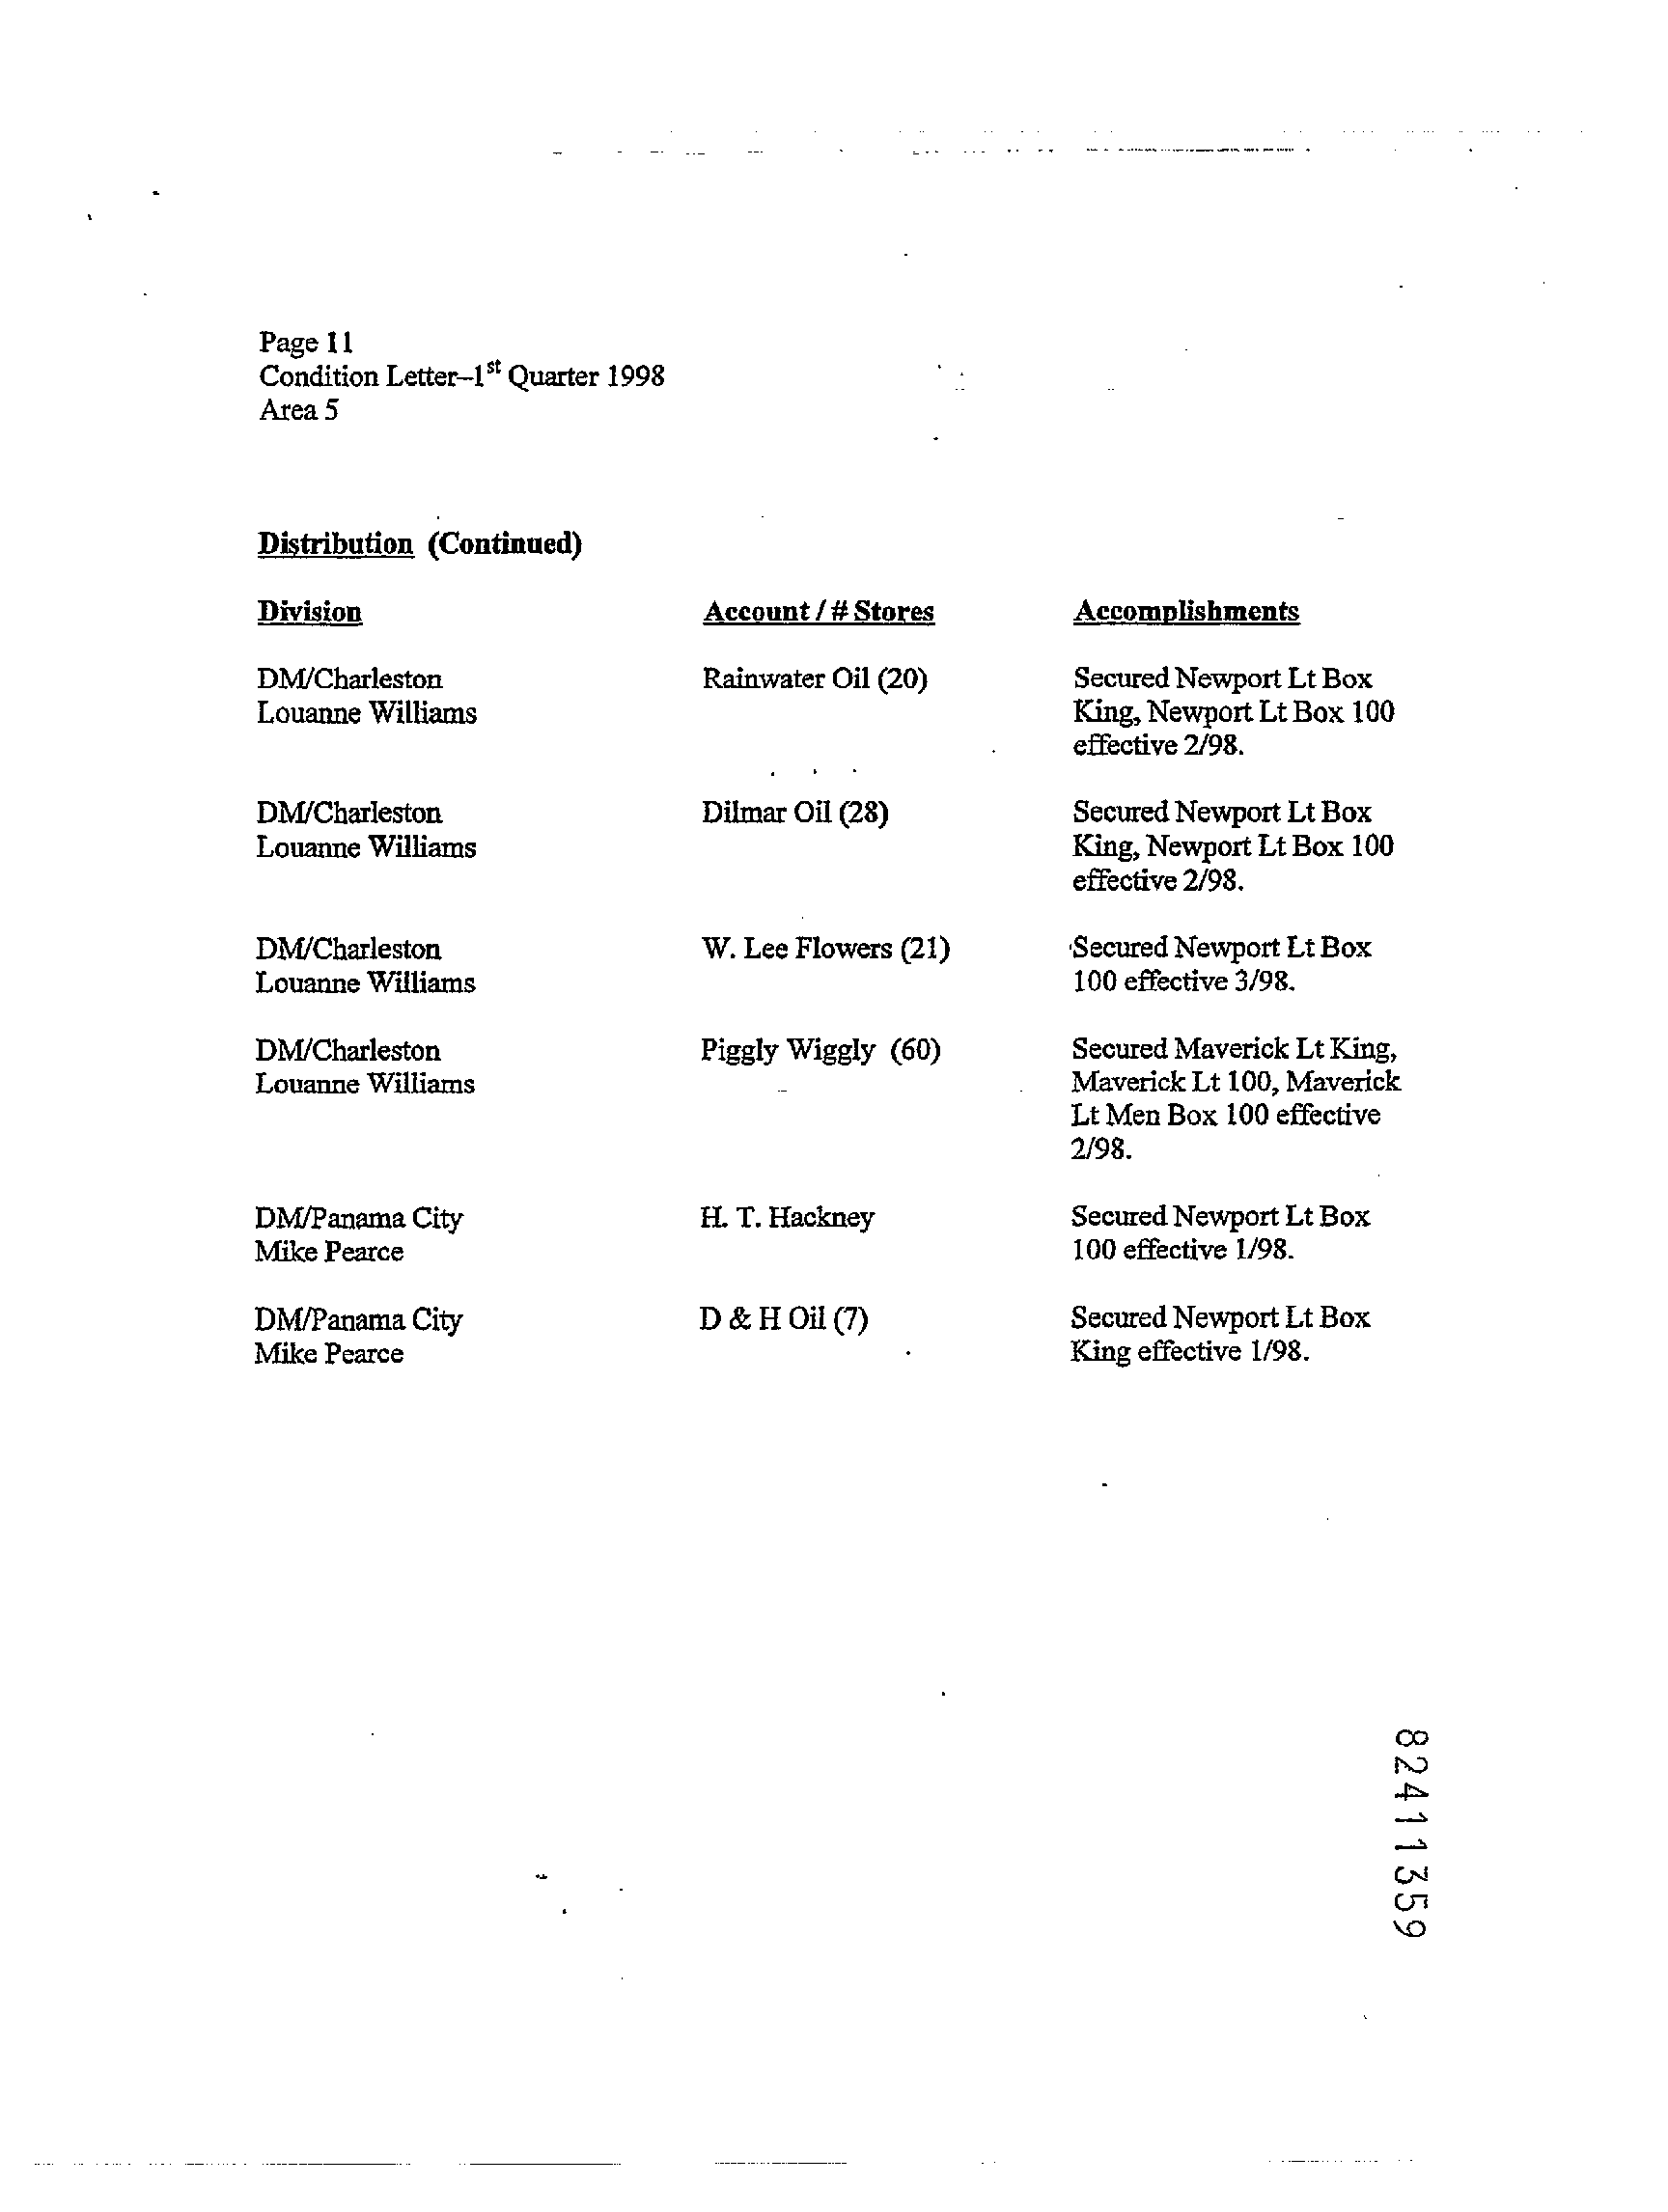 Page 11
Condition Letter–1st Quarter 1998
Area 5
Distribution (Continued)
Division Account / # Stores Accomplishments
DM/Charleston Rainwater Oil (20) Secured Newport Lt Box
Louanne Williams King, Newport Lt Box 100
effective 2/98.
DM/Charleston Dilmar Oil (28) Secured Newport Lt Box
Louanne Williams King, Newport Lt Box 100
effective 2/98.
DM/Charleston W. Lee Flowers (21) Secured Newport Lt Box
Louanne Williams 100 effective 3/98.
DM/Charleston Piggly Wiggly (60) Secured Maverick Lt King,
Louanne Williams Maverick Lt 100, Maverick
Lt Men Box 100 effective
2/98.
DM/Panama City H. T. Hackney Secured Newport Lt Box
Mike Pearce 100 effective 1/98.
DM/Panama City D & H Oil (7) Secured Newport Lt Box
Mike Pearce King effective 1/98.
82411359